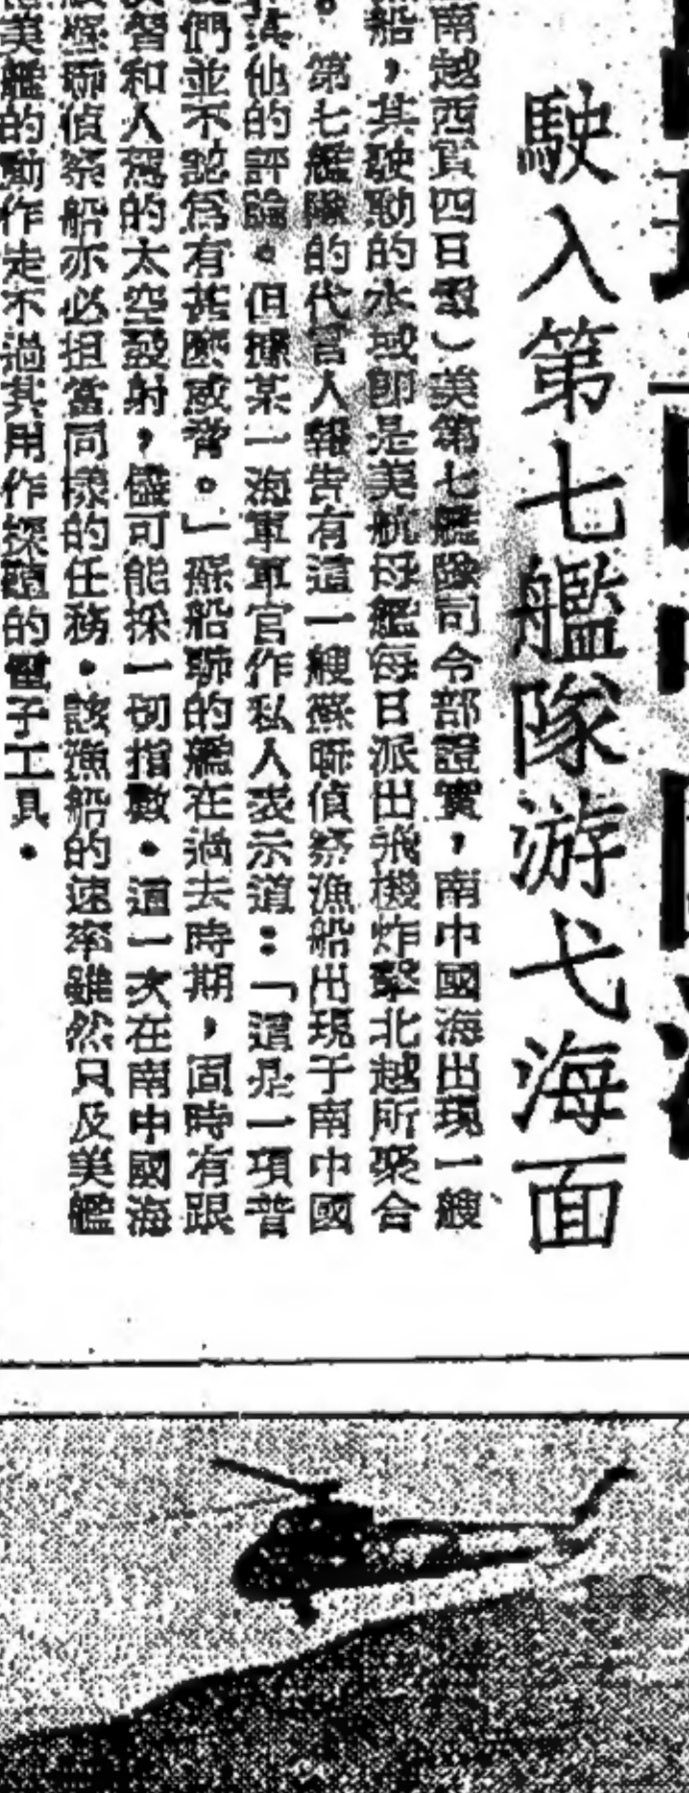 駛入第七艦隊游弋海面
南越西貢四日電）美第七艦隊司令部證實，南中國海出現一艘
船，其駛動的水域即是美航母艦每日派出飛機炸擊北越所聚合
。第七艦隊的代言人報告有這一艘蘇聯偵察漁船出現于南中國
其他的評論。但據某一海軍軍官作私人表示道：「這是一項普
們並不認為有甚麽威脅。」蘇船聯的艦在過去時期，固時有跟
智和人駕的太空發射，儘可能採一切指數。這一次在南中國海
聯偵察船亦必担當同樣的任務。該漁船的速率雖然只及美艦
美艦的動作走不過其用作探聽的電子工具。